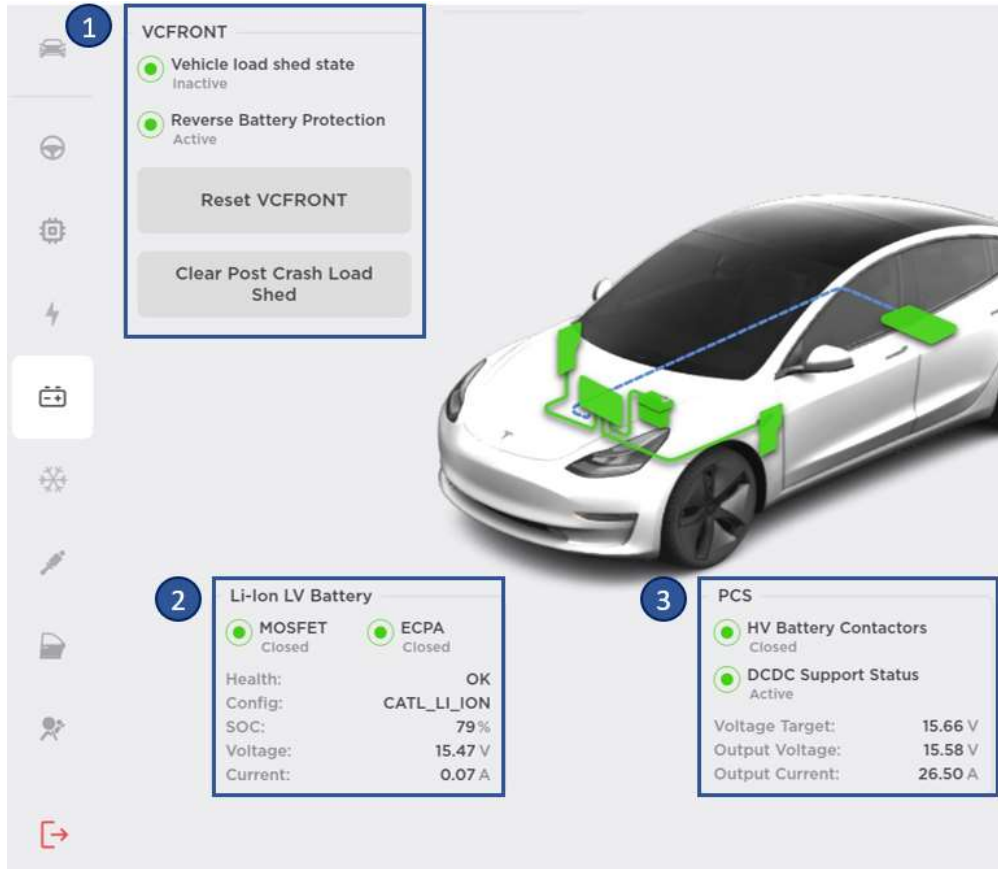 1
VCFRONT
Vehicle load shed state
Inactive
Reverse Battery Protection
Active
Reset VCFRONT
Clear Post Crash Load
Shed
2
Li-Ion LV Battery
MOSFET
Closed
ECPA
Closed
Health: OK
Config: CATL_LI_ION
SOC: 79 %
Voltage: 15.47 V
Current: 0.07 A
3
PCS
HV Battery Contactors
Closed
DCDC Support Status
Active
Voltage Target: 15.66 V
Output Voltage: 15.58 V
Output Current: 26.50 A